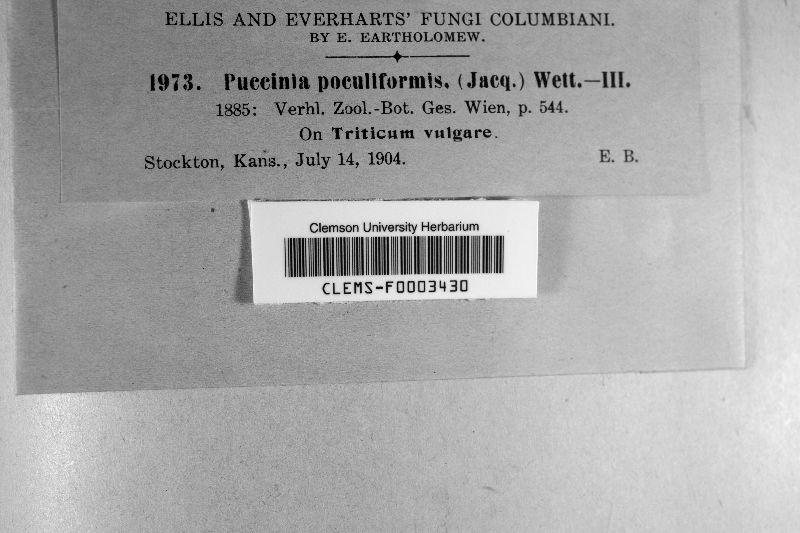 ELLIS AND EVERHARTS' FUNGI COLUMBIANI.
BY E. EARTHOLOMEW.
1973. Puccinia poculiformis. (Jacq.) Wett.—III.
1885: Verhl. Zool.-Bot. Ges. Wien, p. 544.
On Triticum vulgare.
Stockton, Kans., July 14, 1904. E. B.
Clemson University Herbarium
CLEMS-F0003430